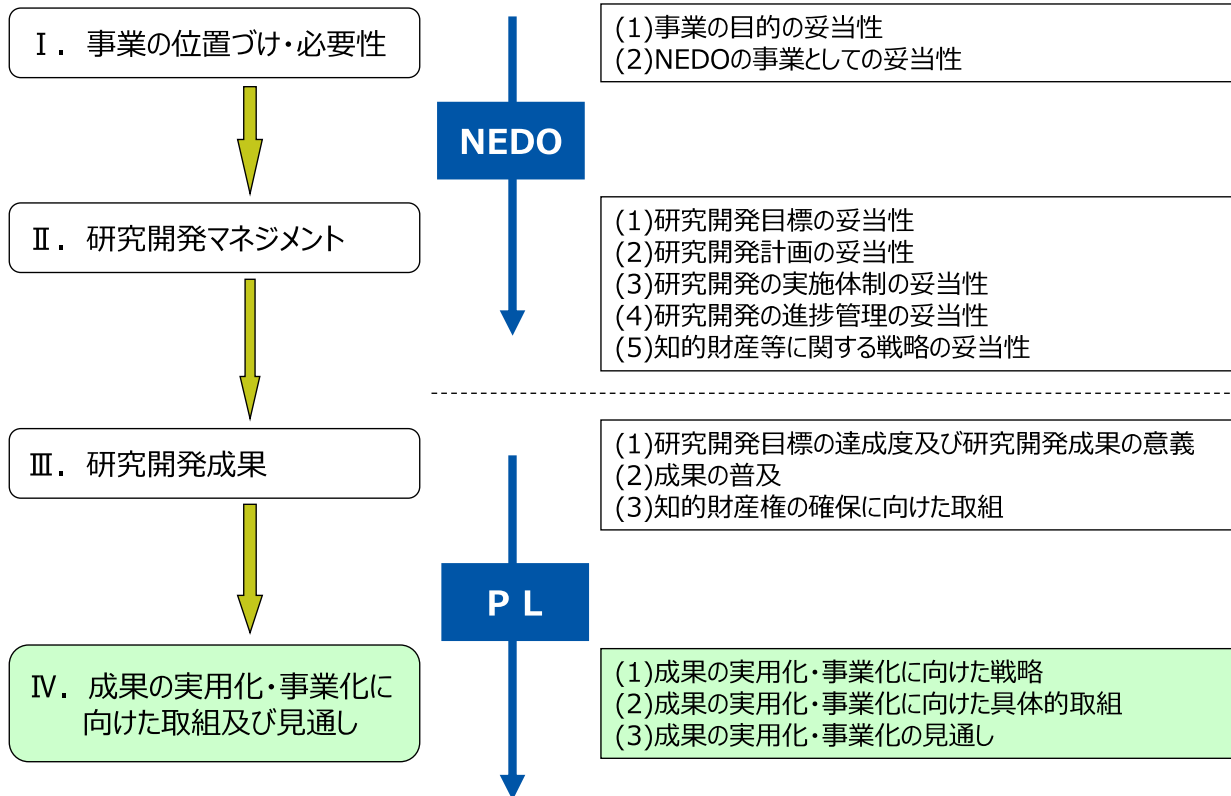 Ⅰ．事業の位置づけ・必要性
(1)事業の目的の妥当性
(2)NEDOの事業としての妥当性
NEDO
Ⅱ．研究開発マネジメント
(1)研究開発目標の妥当性
(2)研究開発計画の妥当性
(3)研究開発の実施体制の妥当性
(4)研究開発の進捗管理の妥当性
(5)知的財産等に関する戦略の妥当性
Ⅲ．研究開発成果
(1)研究開発目標の達成度及び研究開発成果の意義
(2)成果の普及
(3)知的財産権の確保に向けた取組
ＰＬ
Ⅳ．成果の実用化・事業化に
向けた取組及び見通し
(1)成果の実用化・事業化に向けた戦略
(2)成果の実用化・事業化に向けた具体的取組
(3)成果の実用化・事業化の見通し